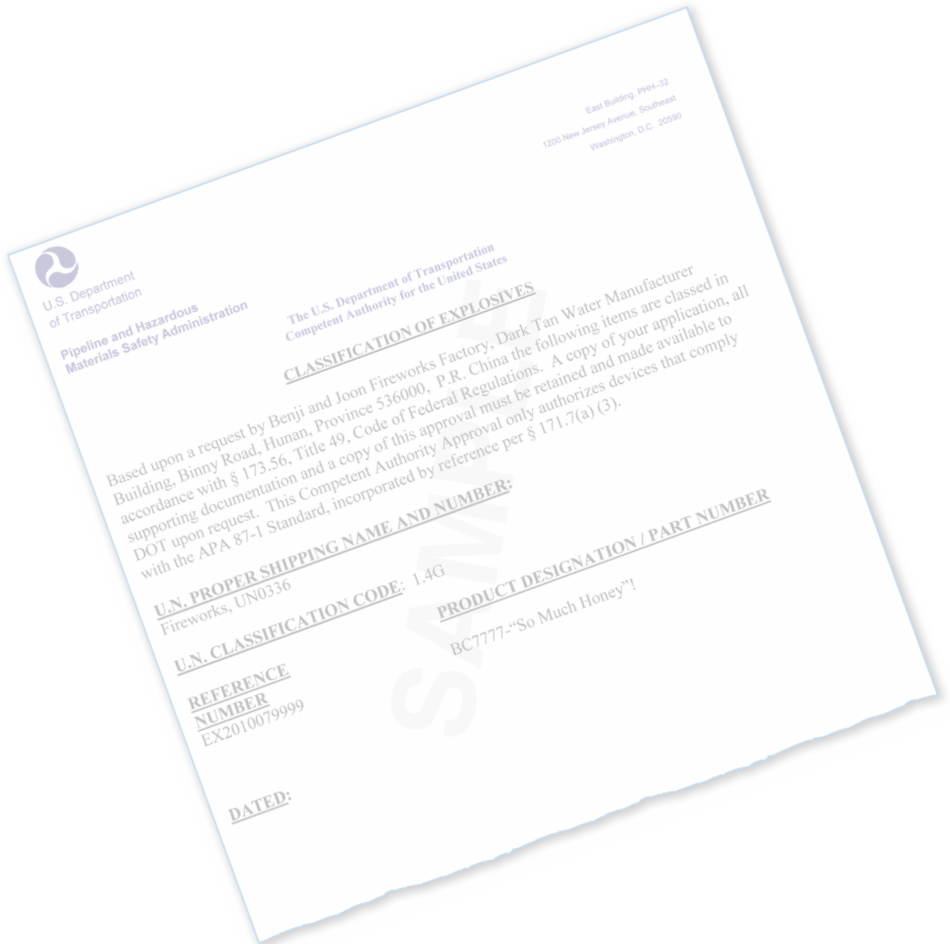 East Building, PHH–32
1200 New Jersey Avenue, Southeast
Washington, D.C. 20590
U.S. Department
of Transportation
Pipeline and Hazardous
Materials Safety Administration
The U.S. Department of Transportation
Competent Authority for the United States
CLASSIFICATION OF EXPLOSIVES
Based upon a request by Benji and Joon Fireworks Factory, Dark Tan Water Manufacturer
Building, Binny Road, Hunan, Province 536000, P.R. China the following items are classed in
accordance with § 173.56, Title 49, Code of Federal Regulations. A copy of your application, all
supporting documentation and a copy of this approval must be retained and made available to
DOT upon request. This Competent Authority Approval only authorizes devices that comply
with the APA 87-1 Standard, incorporated by reference per § 171.7(a) (3).
U.N. PROPER SHIPPING NAME AND NUMBER:
Fireworks, UN0336
U.N. CLASSIFICATION CODE: 1.4G
REFERENCE
NUMBER
EX2010079999
PRODUCT DESIGNATION / PART NUMBER
BC7777-“So Much Honey”!
DATED:
SAMPLE